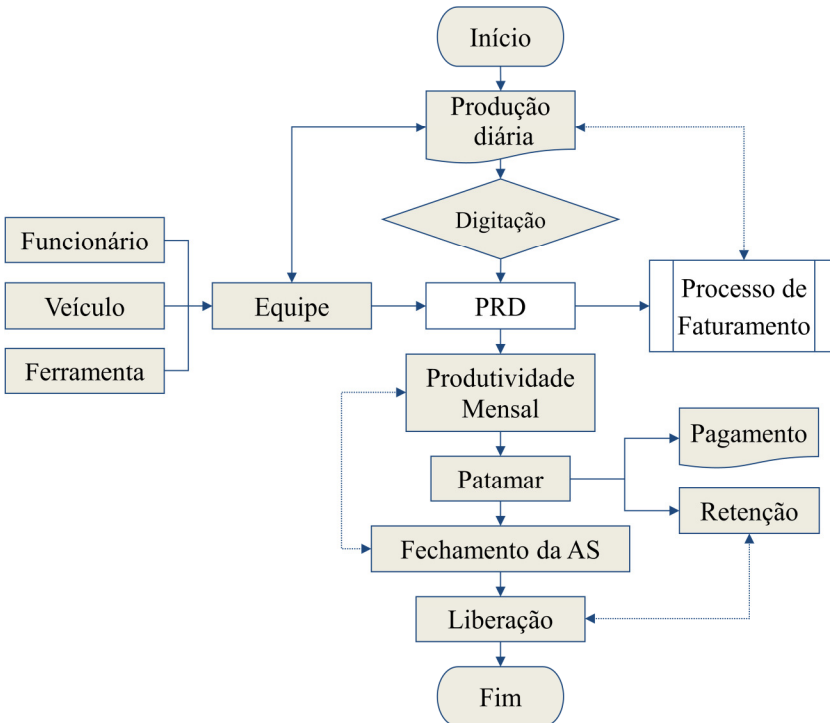 Início
Produção
diária
Digitação
Funcionário
Veículo
Ferramenta
Equipe
PRD
Processo de
Faturamento
Produtividade
Mensal
Patamar
Pagamento
Retenção
Fechamento da AS
Liberação
Fim